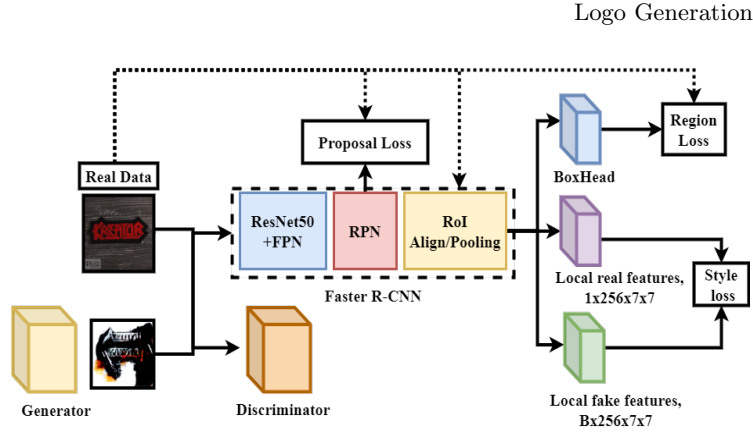 Logo Generation
Real Data
Proposal Loss
Region
Loss
BoxHead
KREATOR
ResNet50
+FPN
RPN
RoI
Align/Pooling
Faster R-CNN
Local real features,
1x256x7x7
Style
loss
Generator
Discriminator
Local fake features,
Bx256x7x7